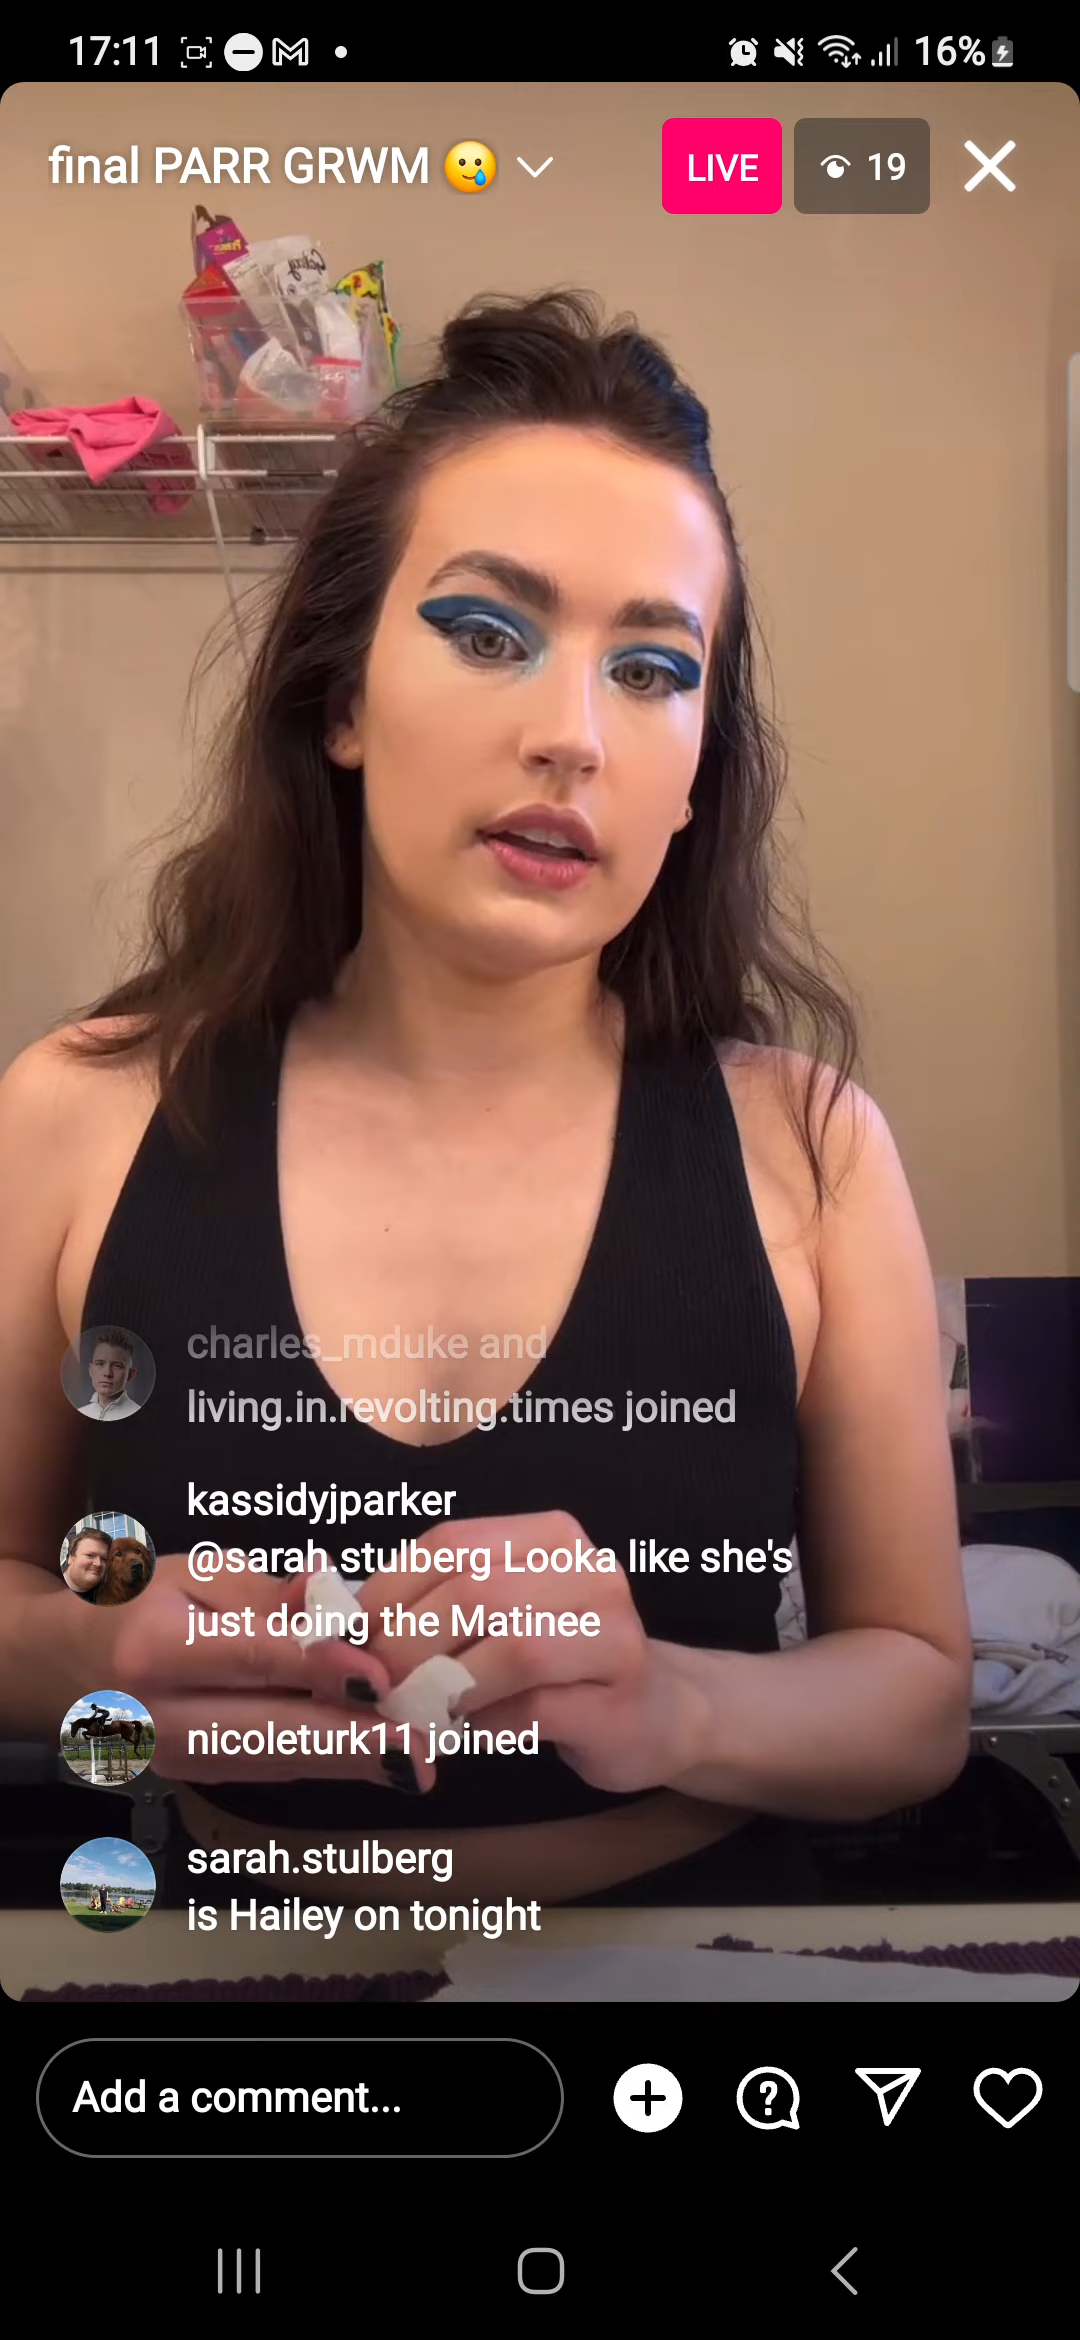 17:11
16%
final PARR GRWM 🥲
LIVE
19
charles_mduke and
living.in.revolting.times joined
kassidyjparker
@sarah.stulberg Looka like she's
just doing the Matinee
nicoleturk11 joined
sarah.stulberg
is Hailey on tonight
Add a comment...